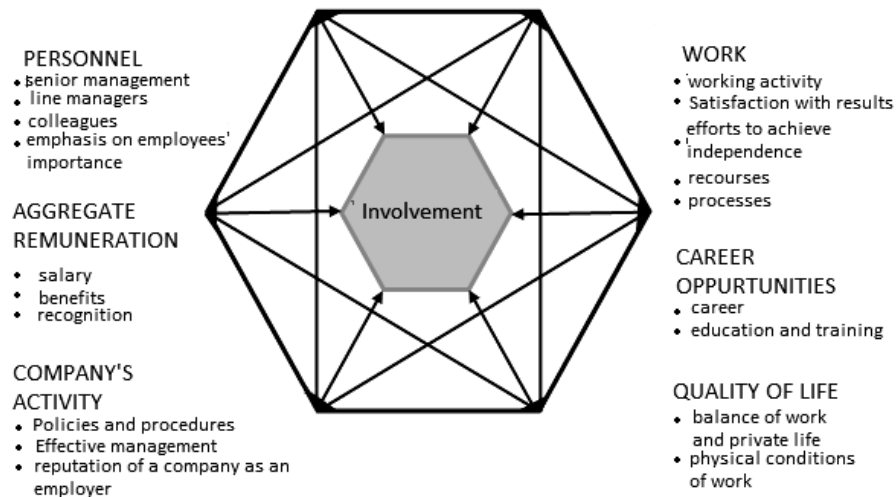 PERSONNEL
• senior management
• line managers
• colleagues
• emphasis on employees'
importance
AGGREGATE
REMUNERATION
• salary
• benefits
• recognition
COMPANY'S
ACTIVITY
• Policies and procedures
• Effective management
• reputation of a company as an
employer
Involvement
WORK
• working activity
• Satisfaction with results
efforts to achieve
• independence
• recourses
• processes
CAREER
OPPURTUNITIES
• career
• education and training
QUALITY OF LIFE
• balance of work
and private life
• physical conditions
of work